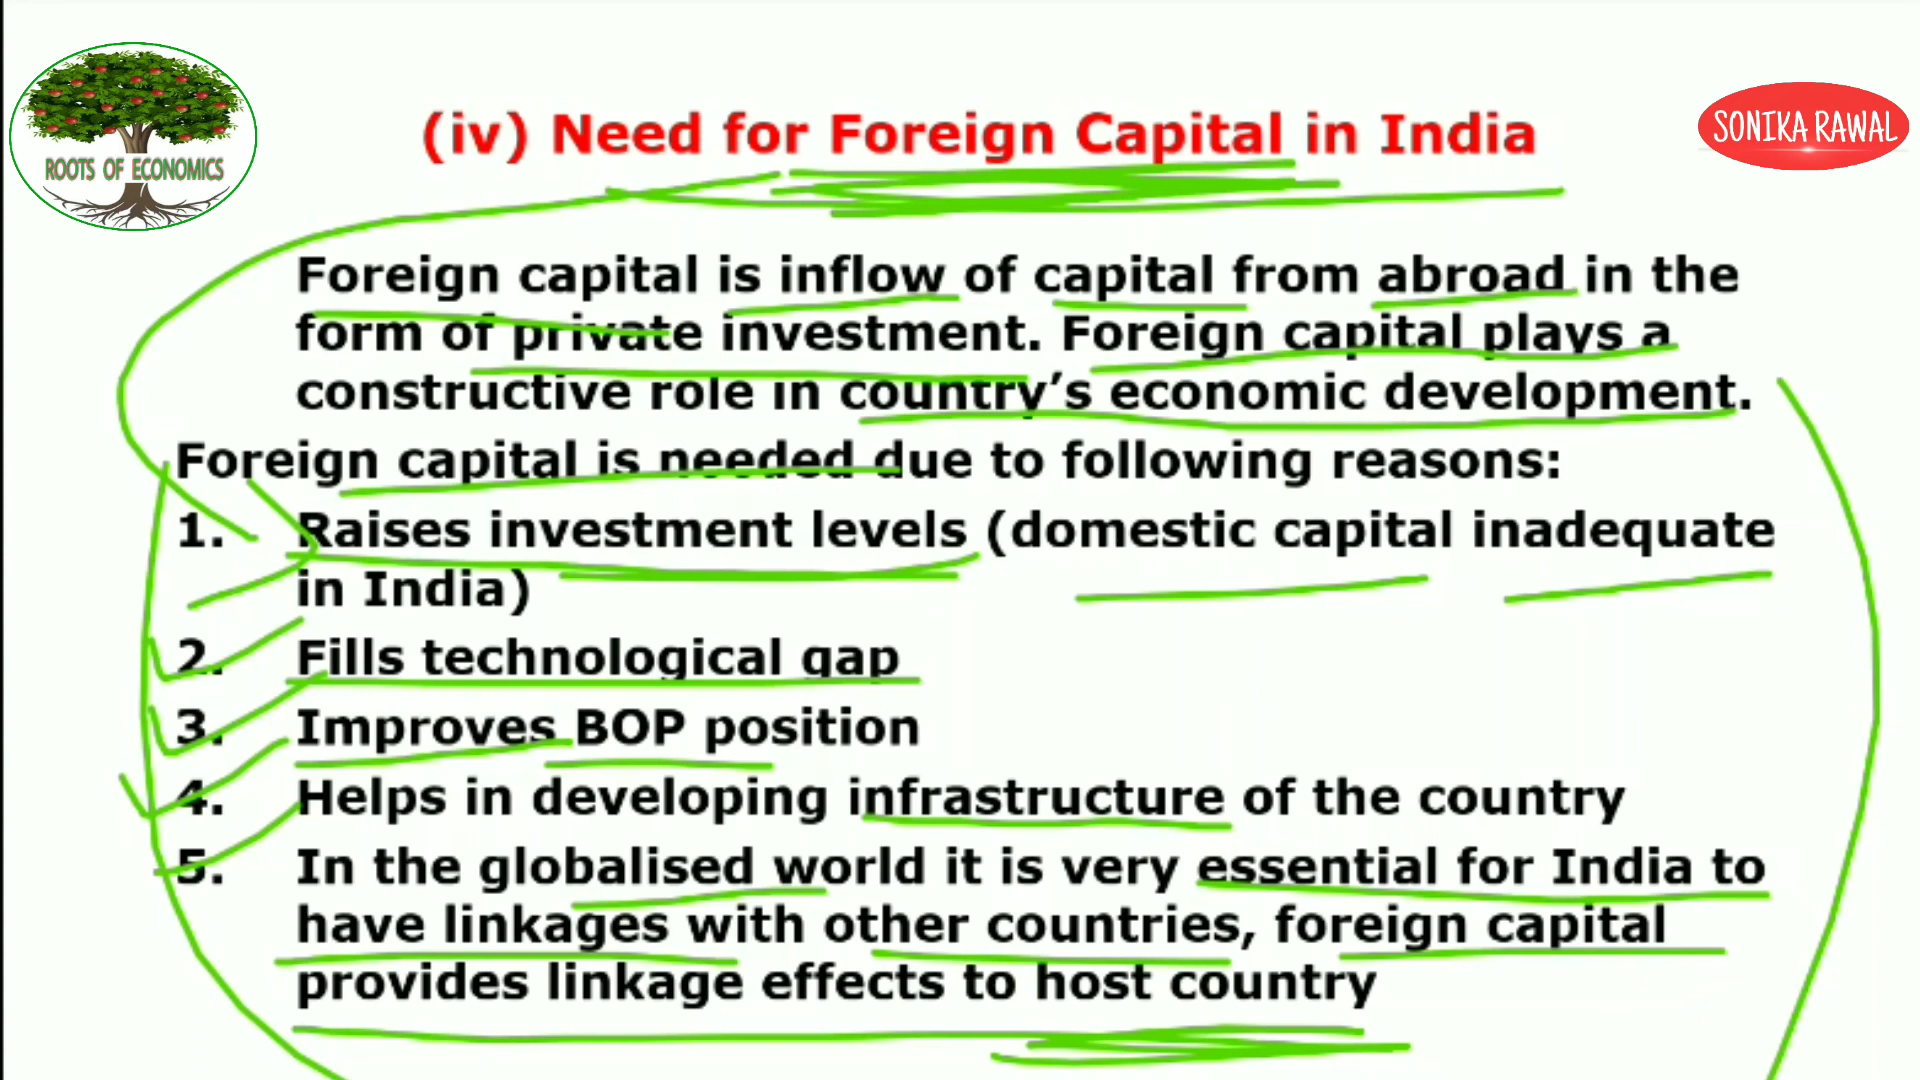 ROOTS OF ECONOMICS
SONIKA RAWAL
(iv) Need for Foreign Capital in India
Foreign capital is inflow of capital from abroad in the
form of private investment. Foreign capital plays a
constructive role in country’s economic development.
Foreign capital is needed due to following reasons:
1. Raises investment levels (domestic capital inadequate
in India)
2. Fills technological gap
3. Improves BOP position
4. Helps in developing infrastructure of the country
5. In the globalised world it is very essential for India to
have linkages with other countries, foreign capital
provides linkage effects to host country